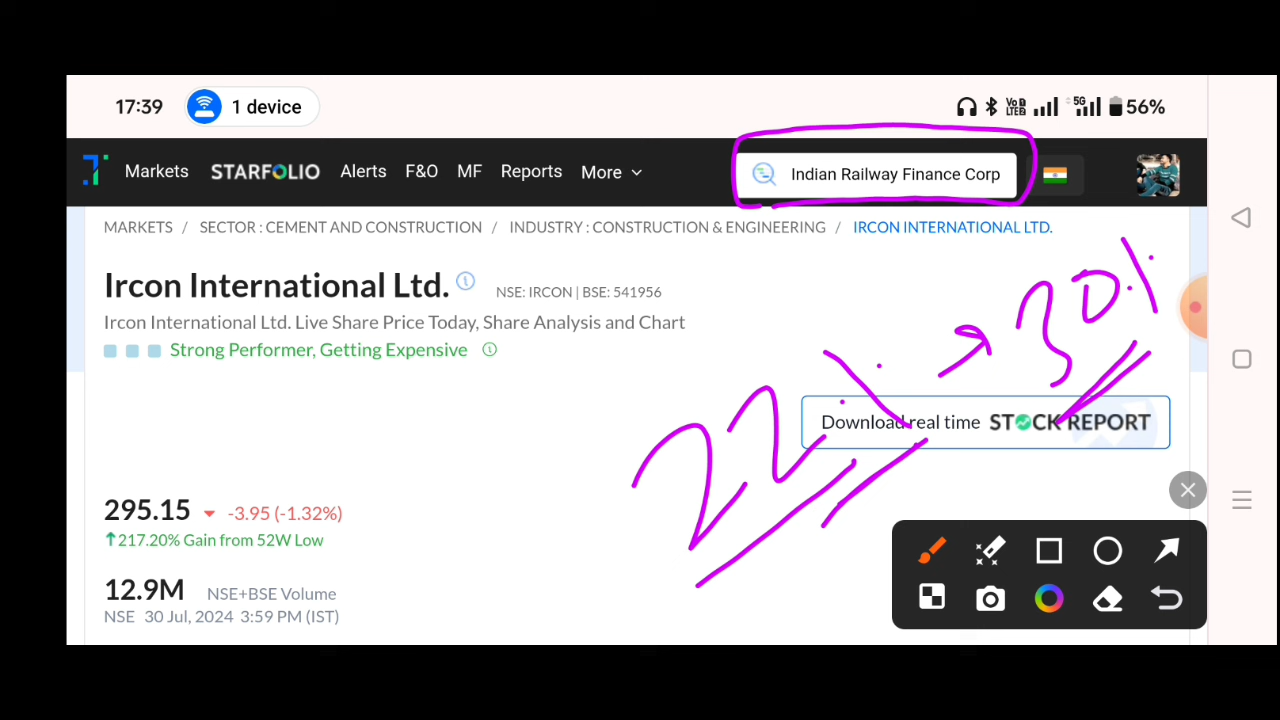 17:39 1 device Vo LTE2 5G 56%
Markets STARFOLIO Alerts F&O MF Reports More Indian Railway Finance Corp
MARKETS / SECTOR : CEMENT AND CONSTRUCTION / INDUSTRY : CONSTRUCTION & ENGINEERING / IRCON INTERNATIONAL LTD.
Ircon International Ltd. NSE: IRCON | BSE: 541956
Ircon International Ltd. Live Share Price Today, Share Analysis and Chart
Strong Performer, Getting Expensive
22% → 30%
Download real time STOCK REPORT
295.15 -3.95 (-1.32%)
217.20% Gain from 52W Low
12.9M NSE+BSE Volume
NSE 30 Jul, 2024 3:59 PM (IST)